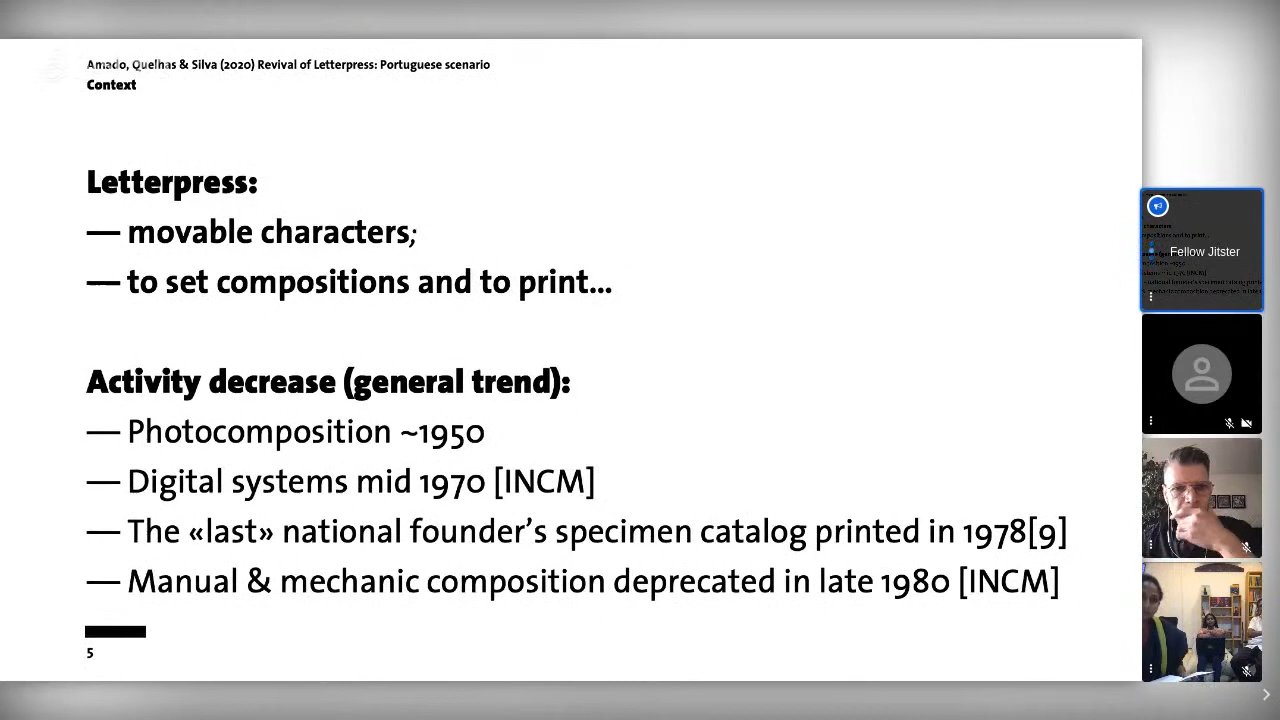 Amado, Quelhas & Silva (2020) Revival of Letterpress: Portuguese scenario
Context
Letterpress:
— movable characters;
— to set compositions and to print...
Activity decrease (general trend):
— Photocomposition ~1950
— Digital systems mid 1970 [INCM]
— The «last» national founder’s specimen catalog printed in 1978[9]
— Manual & mechanic composition deprecated in late 1980 [INCM]
5
Fellow Jitster